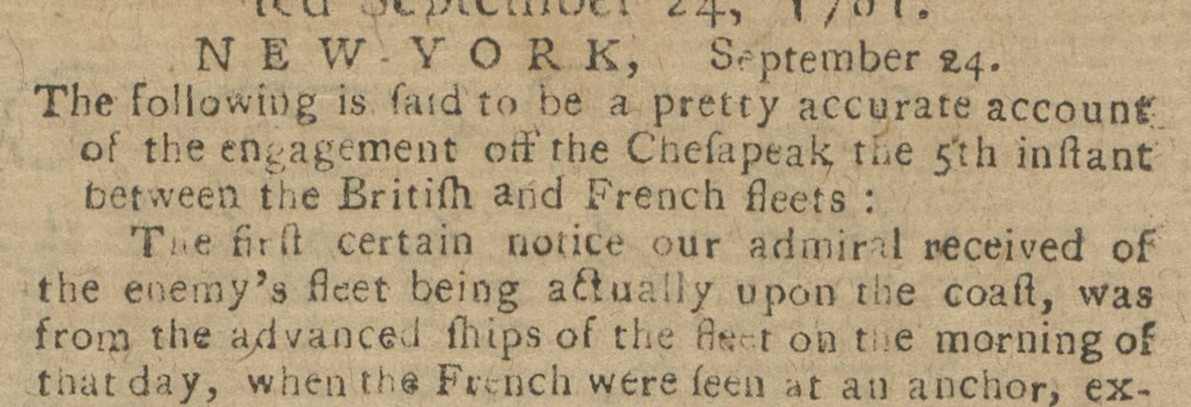 September 24, 1781.
NEW-YORK, September 24.
The following is ſaid to be a pretty accurate account
of the engagement off the Cheſapeak the 5th inſtant
between the Britiſh and French fleets :
The firſt certain notice our admiral received of
the enemy's fleet being actually upon the coaſt, was
from the advanced ſhips of the fleet on the morning of
that day, when the French were ſeen at an anchor, ex-